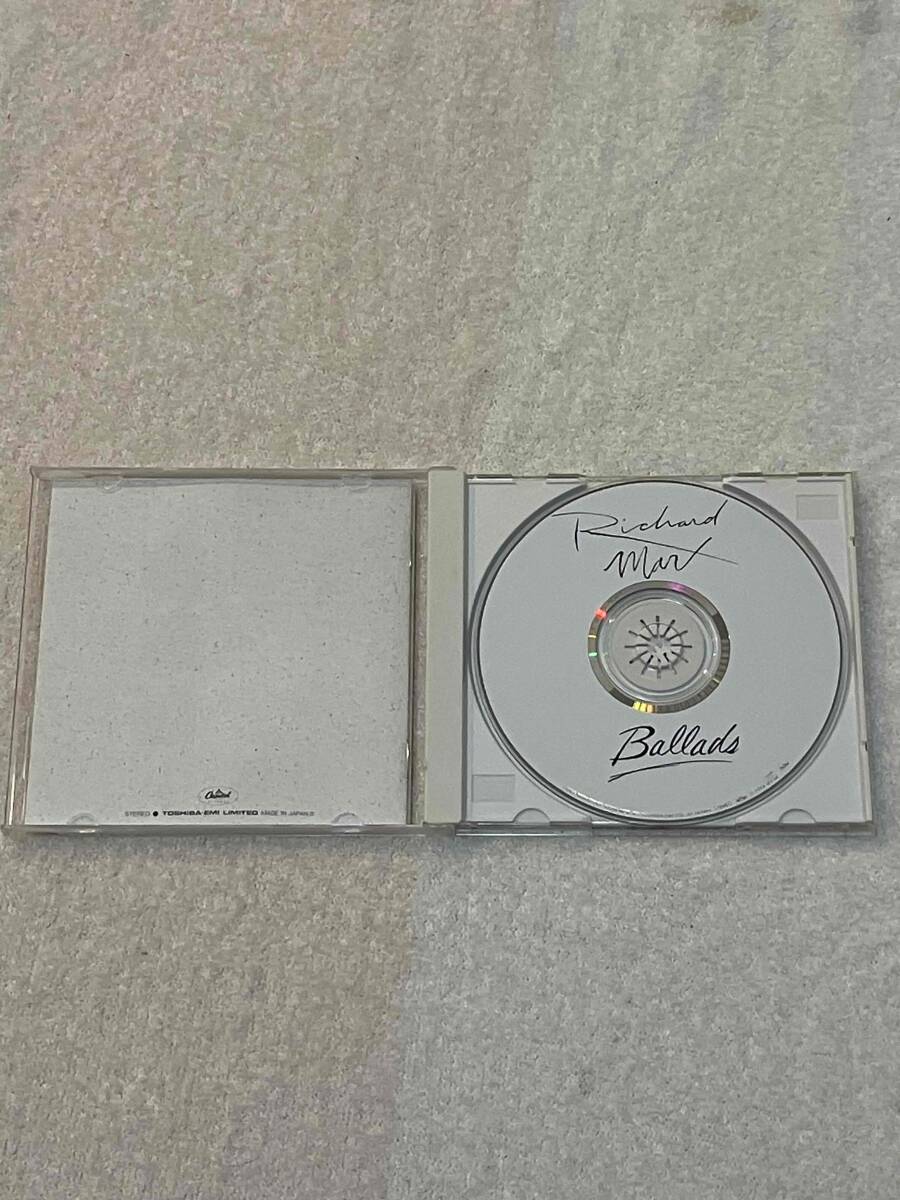 Capitol
STEREO ● TOSHIBA-EMI LIMITED MADE IN JAPAN
Richard
Marx
Ballads